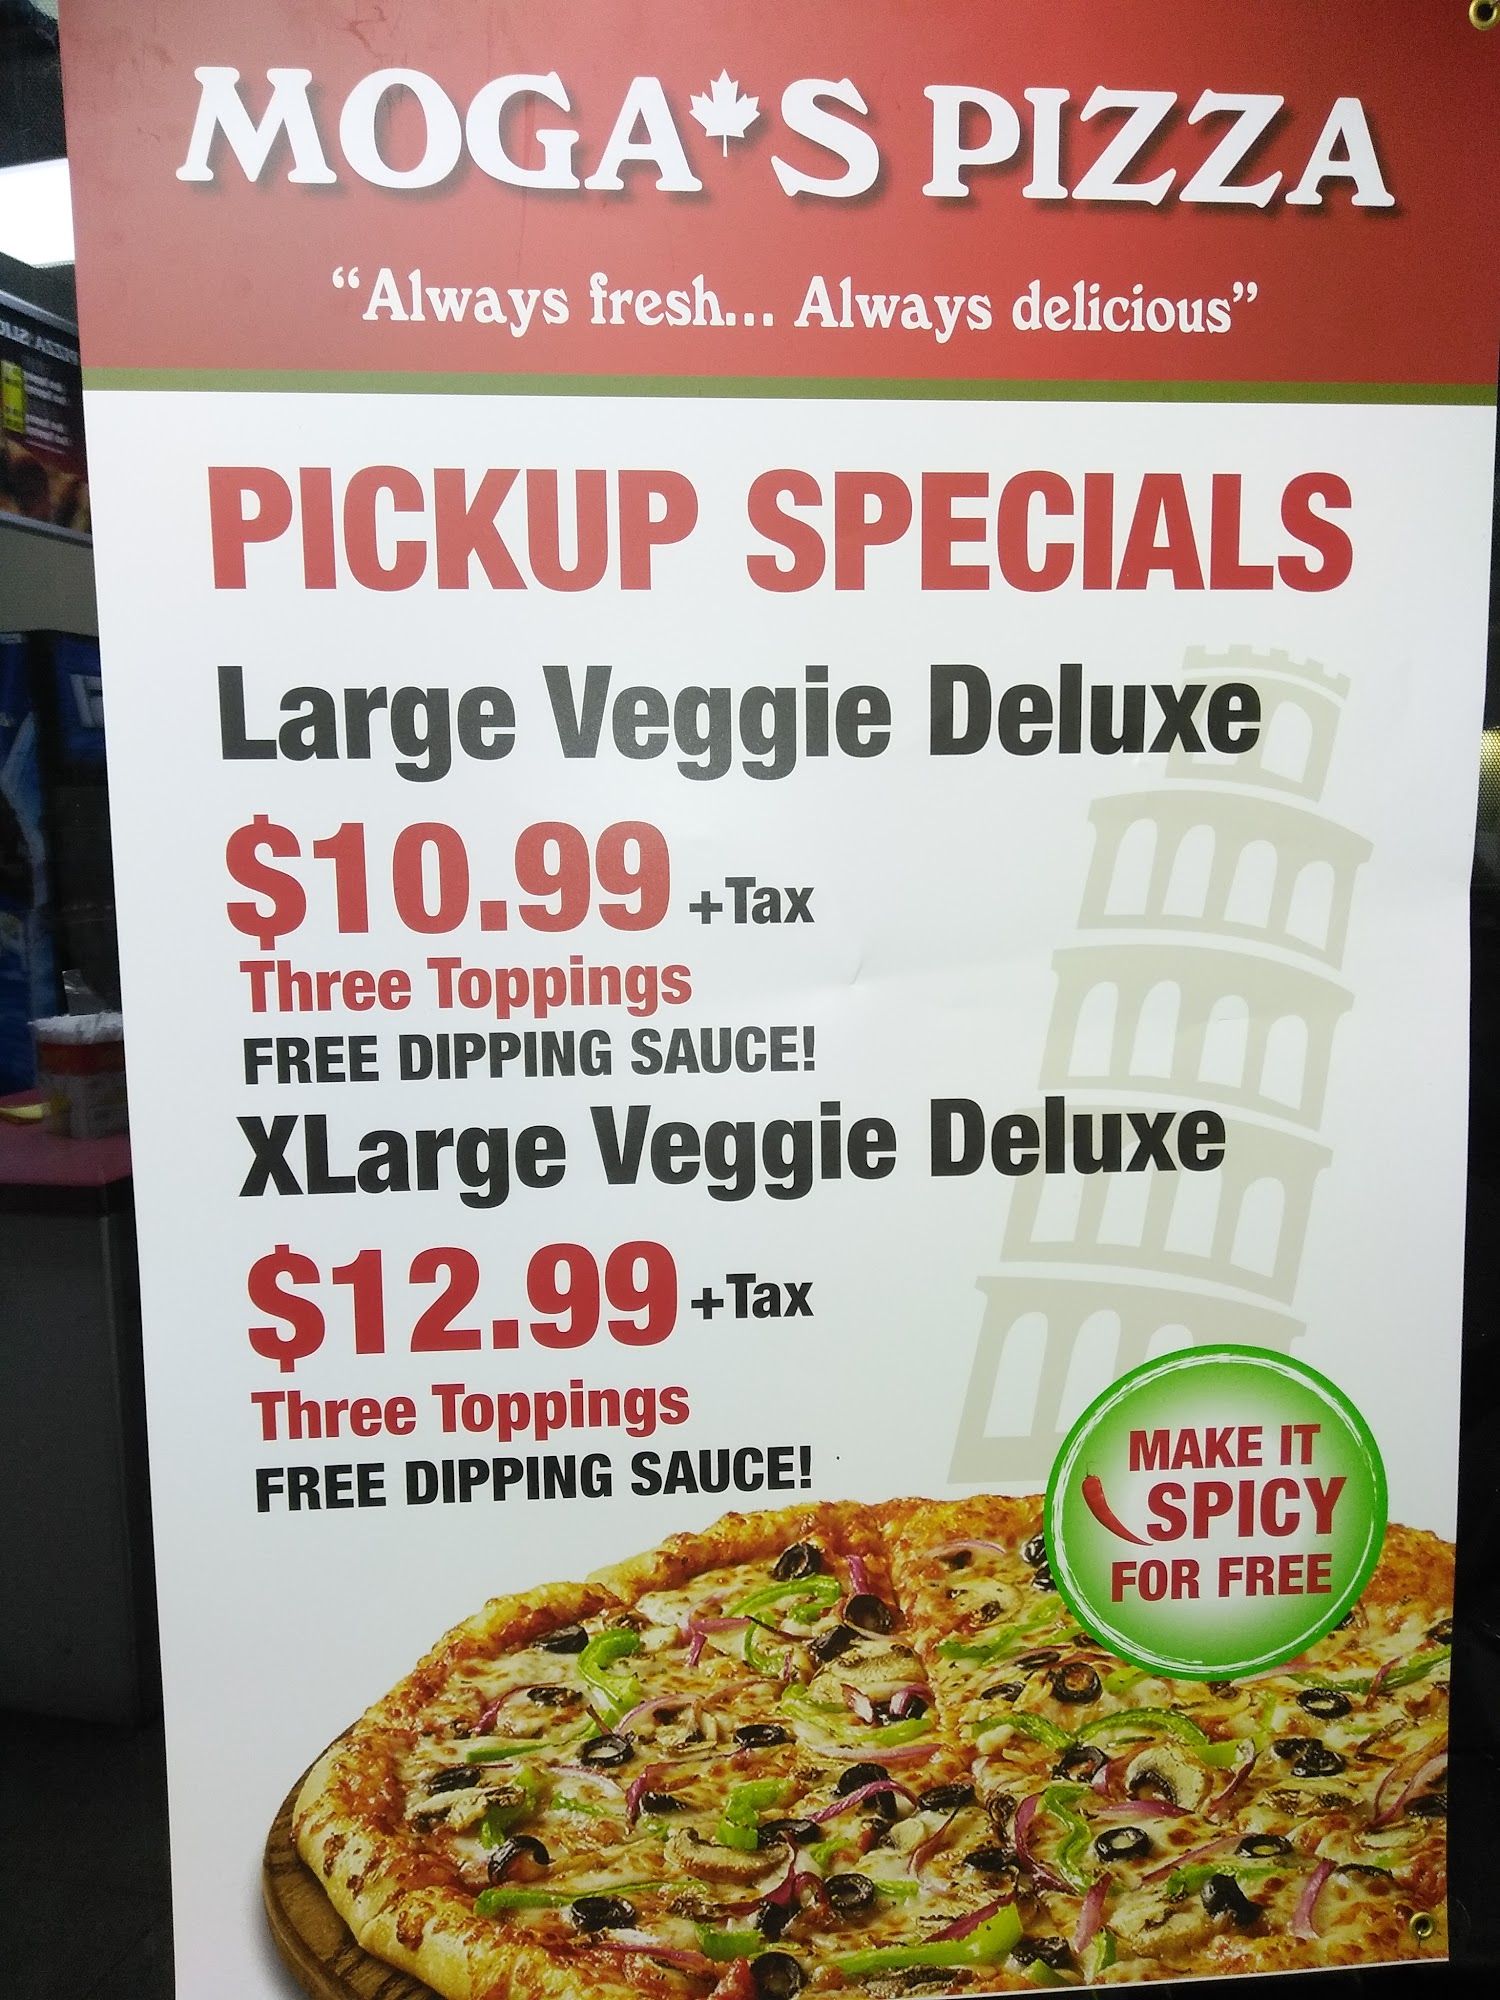 MOGA'S PIZZA
"Always fresh... Always delicious"
PICKUP SPECIALS
Large Veggie Deluxe
$10.99 +Tax
Three Toppings
FREE DIPPING SAUCE!
XLarge Veggie Deluxe
$12.99 +Tax
Three Toppings
FREE DIPPING SAUCE!
MAKE IT
SPICY
FOR FREE